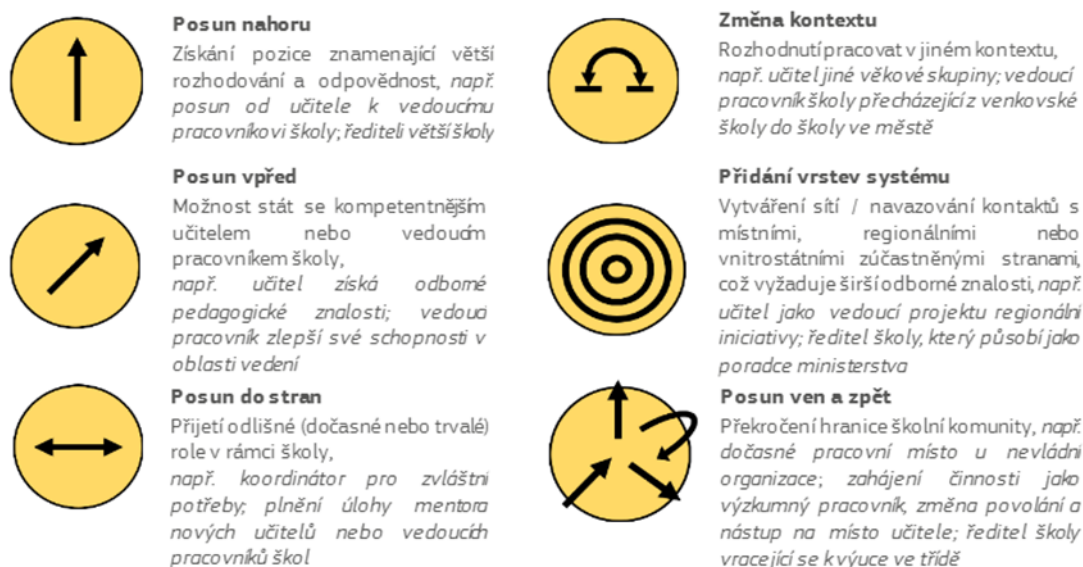 Posun nahoru
Získání pozice znamenající větší
rozhodování a odpovědnost, např.
posun od učitele k vedoucímu
pracovníkovi školy; řediteli větší školy
Posun vpřed
Možnost stát se kompetentnějším
učitelem nebo vedoucím
pracovníkem školy,
např. učitel získá odborné
pedagogické znalosti; vedoucí
pracovník zlepší své schopnosti v
oblasti vedení
Posun do stran
Přijetí odlišné (dočasné nebo trvalé)
role v rámci školy,
např. koordinátor pro zvláštní
potřeby; plnění úlohy mentora
nových učitelů nebo vedoucích
pracovníků škol
Změna kontextu
Rozhodnutí pracovat v jiném kontextu,
např. učitel jiné věkové skupiny; vedoucí
pracovník školy přecházející z venkovské
školy do školy ve městě
Přidání vrstev systému
Vytváření sítí / navazování kontaktů s
místními, regionálními nebo
vnitrostátními zúčastněnými stranami,
což vyžaduje širší odborné znalosti, např.
učitel jako vedoucí projektu regionální
iniciativy; ředitel školy, který působí jako
poradce ministerstva
Posun ven a zpět
Překročení hranice školní komunity, např.
dočasné pracovní místo u nevládní
organizace; zahájení činnosti jako
výzkumný pracovník, změna povolání a
nástup na místo učitele; ředitel školy
vracející se k výuce ve třídě